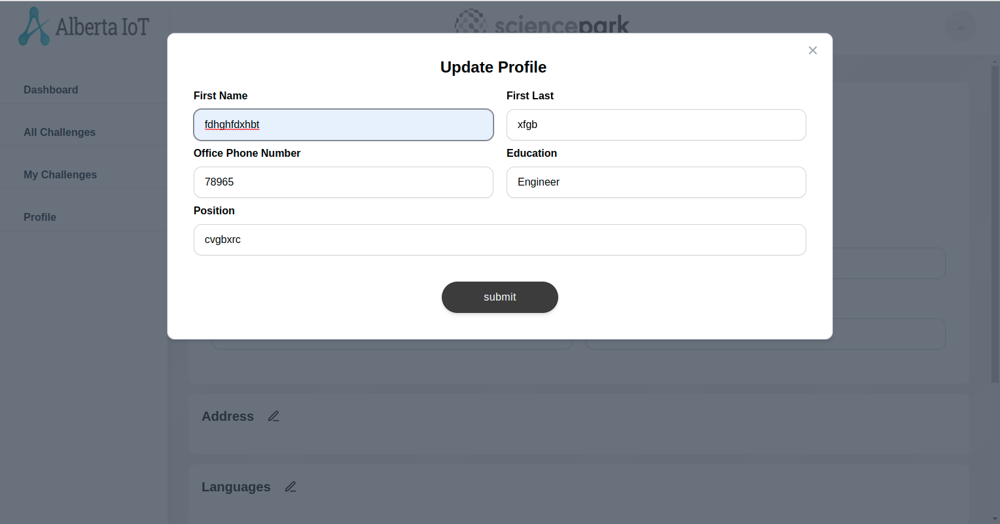 Alberta IoT
sciencepark
Update Profile
First Name
First Last
fdhghfdxhbt
xfgb
Office Phone Number
Education
78965
Engineer
Position
cvgbxrc
submit
Dashboard
All Challenges
My Challenges
Profile
Address
Languages